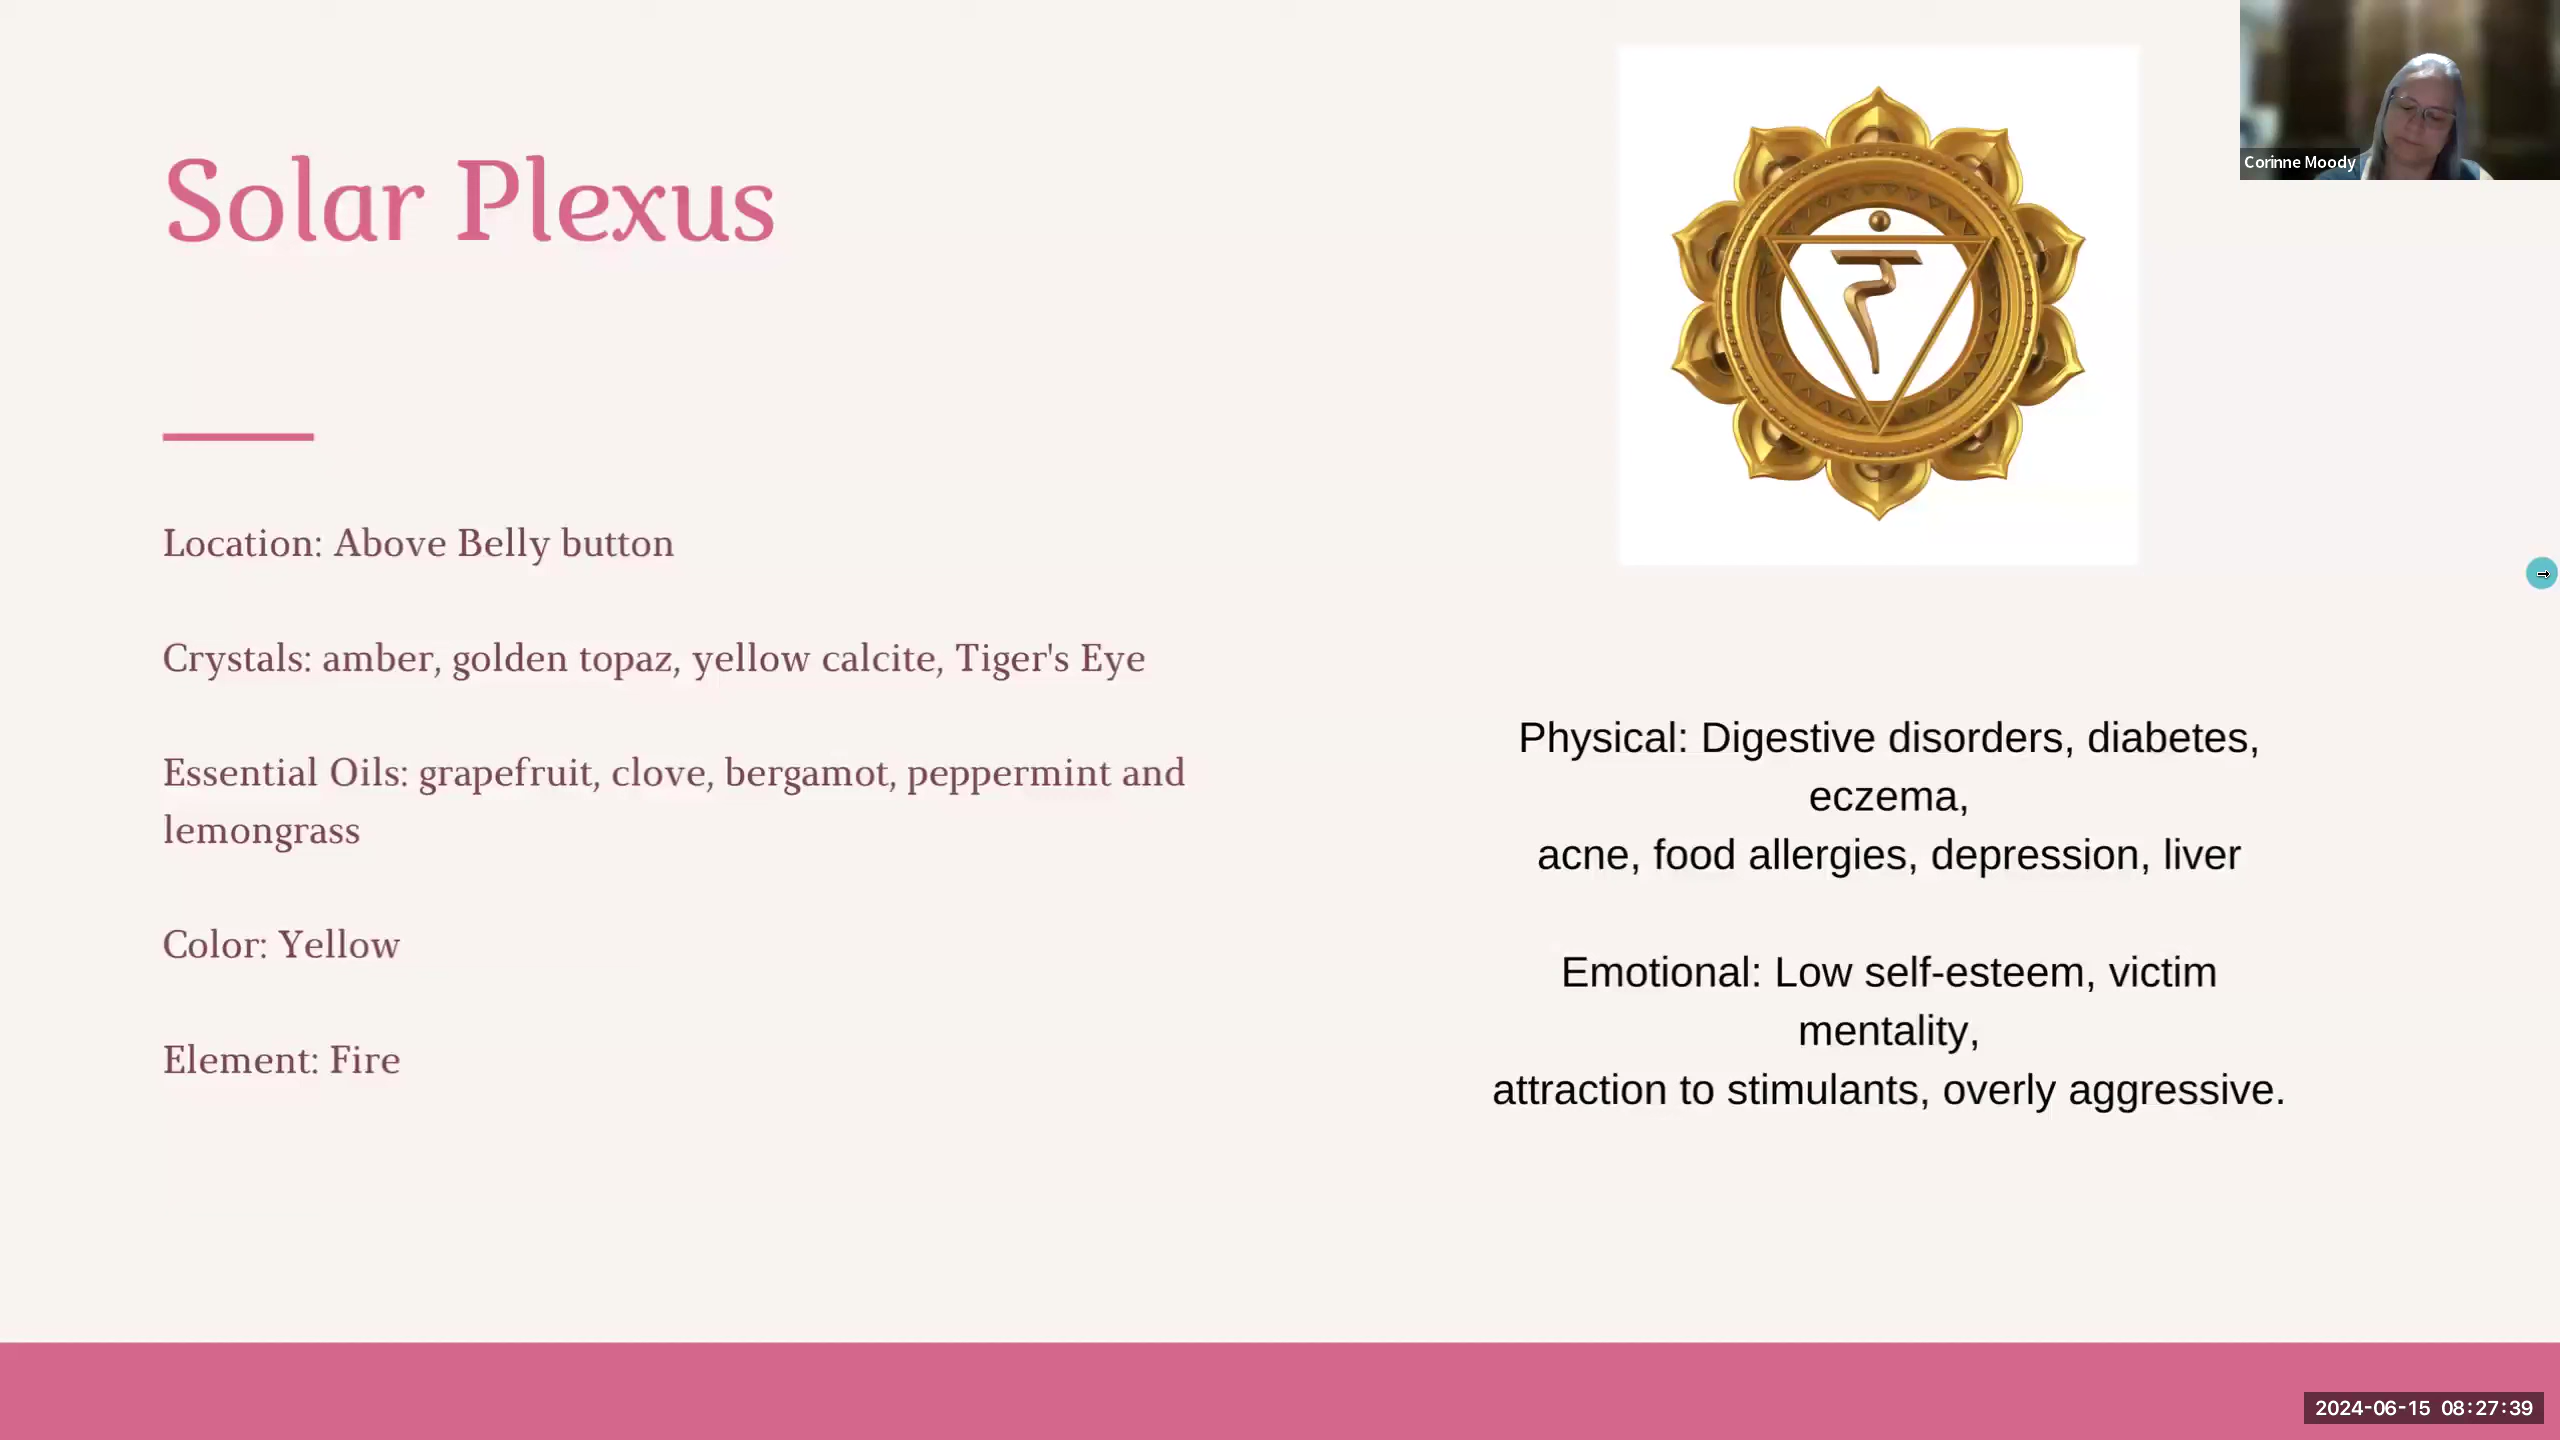 Solar Plexus
Location: Above Belly button
Crystals: amber, golden topaz, yellow calcite, Tiger's Eye
Essential Oils: grapefruit, clove, bergamot, peppermint and
lemongrass
Color: Yellow
Element: Fire
रं
Physical: Digestive disorders, diabetes,
eczema,
acne, food allergies, depression, liver
Emotional: Low self-esteem, victim
mentality,
attraction to stimulants, overly aggressive.
Corinne Moody
2024-06-15 08:27:39